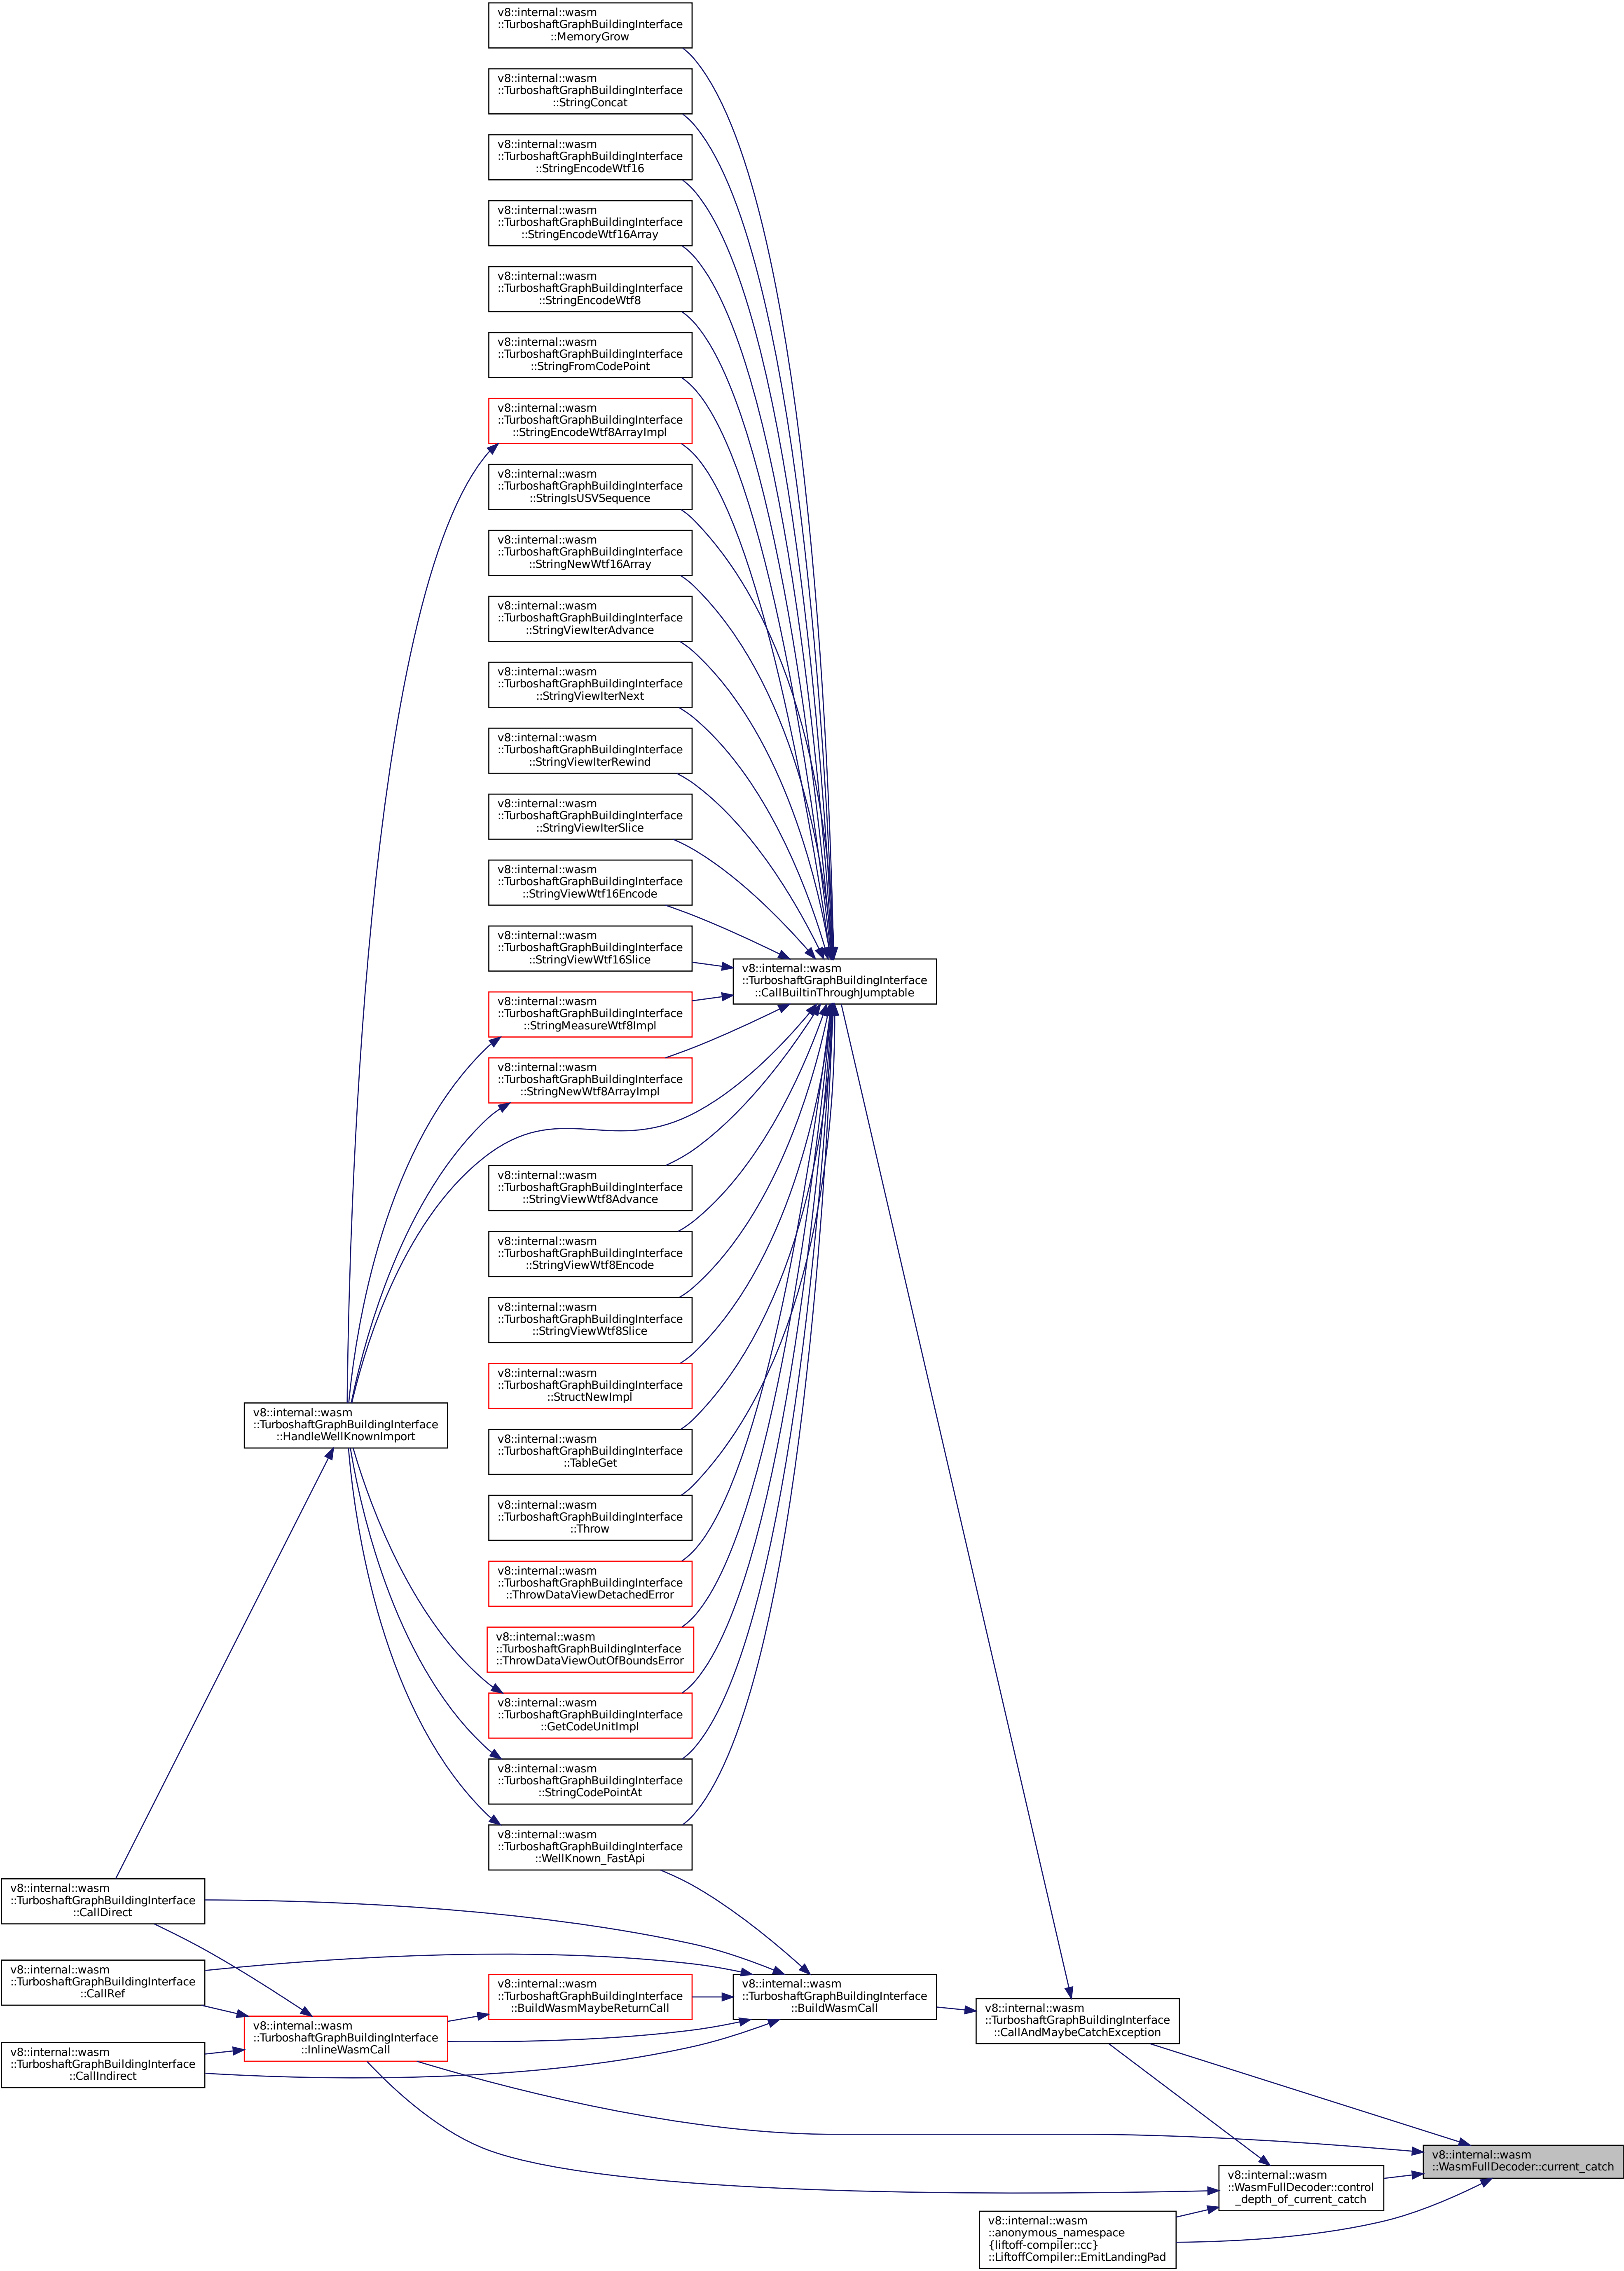 v8::internal::wasm
::TurboshaftGraphBuildingInterface
::MemoryGrow
v8::internal::wasm
::TurboshaftGraphBuildingInterface
::StringConcat
v8::internal::wasm
::TurboshaftGraphBuildingInterface
::StringEncodeWtf16
v8::internal::wasm
::TurboshaftGraphBuildingInterface
::StringEncodeWtf16Array
v8::internal::wasm
::TurboshaftGraphBuildingInterface
::StringEncodeWtf8
v8::internal::wasm
::TurboshaftGraphBuildingInterface
::StringFromCodePoint
v8::internal::wasm
::TurboshaftGraphBuildingInterface
::StringEncodeWtf8ArrayImpl
v8::internal::wasm
::TurboshaftGraphBuildingInterface
::StringIsUSVSequence
v8::internal::wasm
::TurboshaftGraphBuildingInterface
::StringNewWtf16Array
v8::internal::wasm
::TurboshaftGraphBuildingInterface
::StringViewIterAdvance
v8::internal::wasm
::TurboshaftGraphBuildingInterface
::StringViewIterNext
v8::internal::wasm
::TurboshaftGraphBuildingInterface
::StringViewIterRewind
v8::internal::wasm
::TurboshaftGraphBuildingInterface
::StringViewIterSlice
v8::internal::wasm
::TurboshaftGraphBuildingInterface
::StringViewWtf16Encode
v8::internal::wasm
::TurboshaftGraphBuildingInterface
::StringViewWtf16Slice
v8::internal::wasm
::TurboshaftGraphBuildingInterface
::CallBuiltinThroughJumptable
v8::internal::wasm
::TurboshaftGraphBuildingInterface
::StringMeasureWtf8Impl
v8::internal::wasm
::TurboshaftGraphBuildingInterface
::StringNewWtf8ArrayImpl
v8::internal::wasm
::TurboshaftGraphBuildingInterface
::StringViewWtf8Advance
v8::internal::wasm
::TurboshaftGraphBuildingInterface
::StringViewWtf8Encode
v8::internal::wasm
::TurboshaftGraphBuildingInterface
::StringViewWtf8Slice
v8::internal::wasm
::TurboshaftGraphBuildingInterface
::StructNewImpl
v8::internal::wasm
::TurboshaftGraphBuildingInterface
::HandleWellKnownImport
v8::internal::wasm
::TurboshaftGraphBuildingInterface
::TableGet
v8::internal::wasm
::TurboshaftGraphBuildingInterface
::Throw
v8::internal::wasm
::TurboshaftGraphBuildingInterface
::ThrowDataViewDetachedError
v8::internal::wasm
::TurboshaftGraphBuildingInterface
::ThrowDataViewOutOfBoundsError
v8::internal::wasm
::TurboshaftGraphBuildingInterface
::GetCodeUnitImpl
v8::internal::wasm
::TurboshaftGraphBuildingInterface
::StringCodePointAt
v8::internal::wasm
::TurboshaftGraphBuildingInterface
::WellKnown_FastApi
v8::internal::wasm
::TurboshaftGraphBuildingInterface
::CallDirect
v8::internal::wasm
::TurboshaftGraphBuildingInterface
::CallRef
v8::internal::wasm
::TurboshaftGraphBuildingInterface
::BuildWasmMaybeReturnCall
v8::internal::wasm
::TurboshaftGraphBuildingInterface
::BuildWasmCall
v8::internal::wasm
::TurboshaftGraphBuildingInterface
::CallAndMaybeCatchException
v8::internal::wasm
::TurboshaftGraphBuildingInterface
::InlineWasmCall
v8::internal::wasm
::TurboshaftGraphBuildingInterface
::CallIndirect
v8::internal::wasm
::WasmFullDecoder::current_catch
v8::internal::wasm
::WasmFullDecoder::control
_depth_of_current_catch
v8::internal::wasm
::anonymous_namespace
{liftoff-compiler::cc}
::LiftoffCompiler::EmitLandingPad